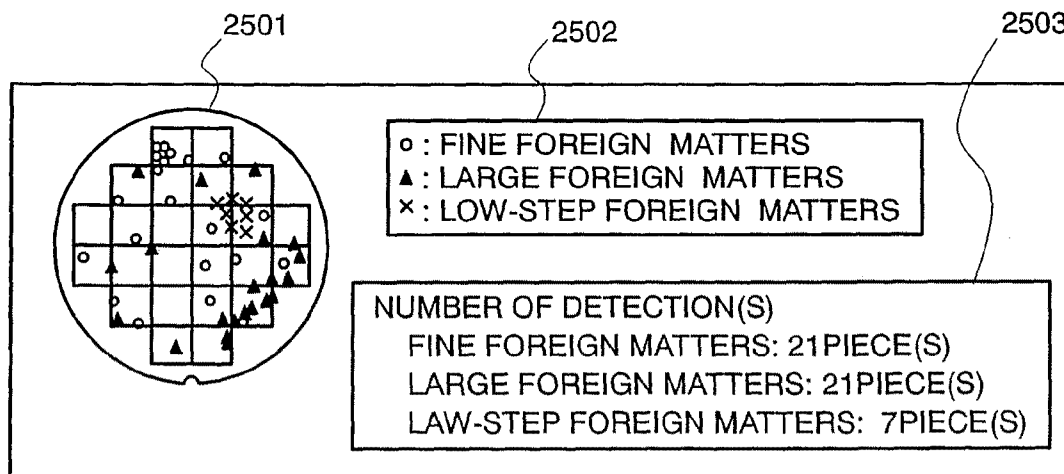 2501
2502
2503
o : FINE FOREIGN MATTERS
▲ : LARGE FOREIGN MATTERS
× : LOW-STEP FOREIGN MATTERS
NUMBER OF DETECTION(S)
FINE FOREIGN MATTERS: 21PIECE(S)
LARGE FOREIGN MATTERS: 21PIECE(S)
LAW-STEP FOREIGN MATTERS: 7PIECE(S)